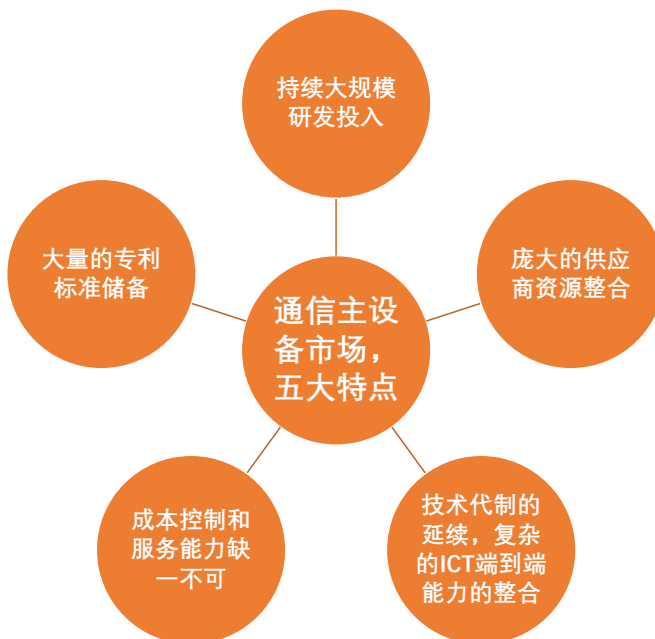 持续大规模
研发投入
大量的专利
标准储备
庞大的供应
商资源整合
通信主设
备市场，
五大特点
成本控制和
服务能力缺
一不可
技术代制的
延续，复杂
的ICT端到端
能力的整合